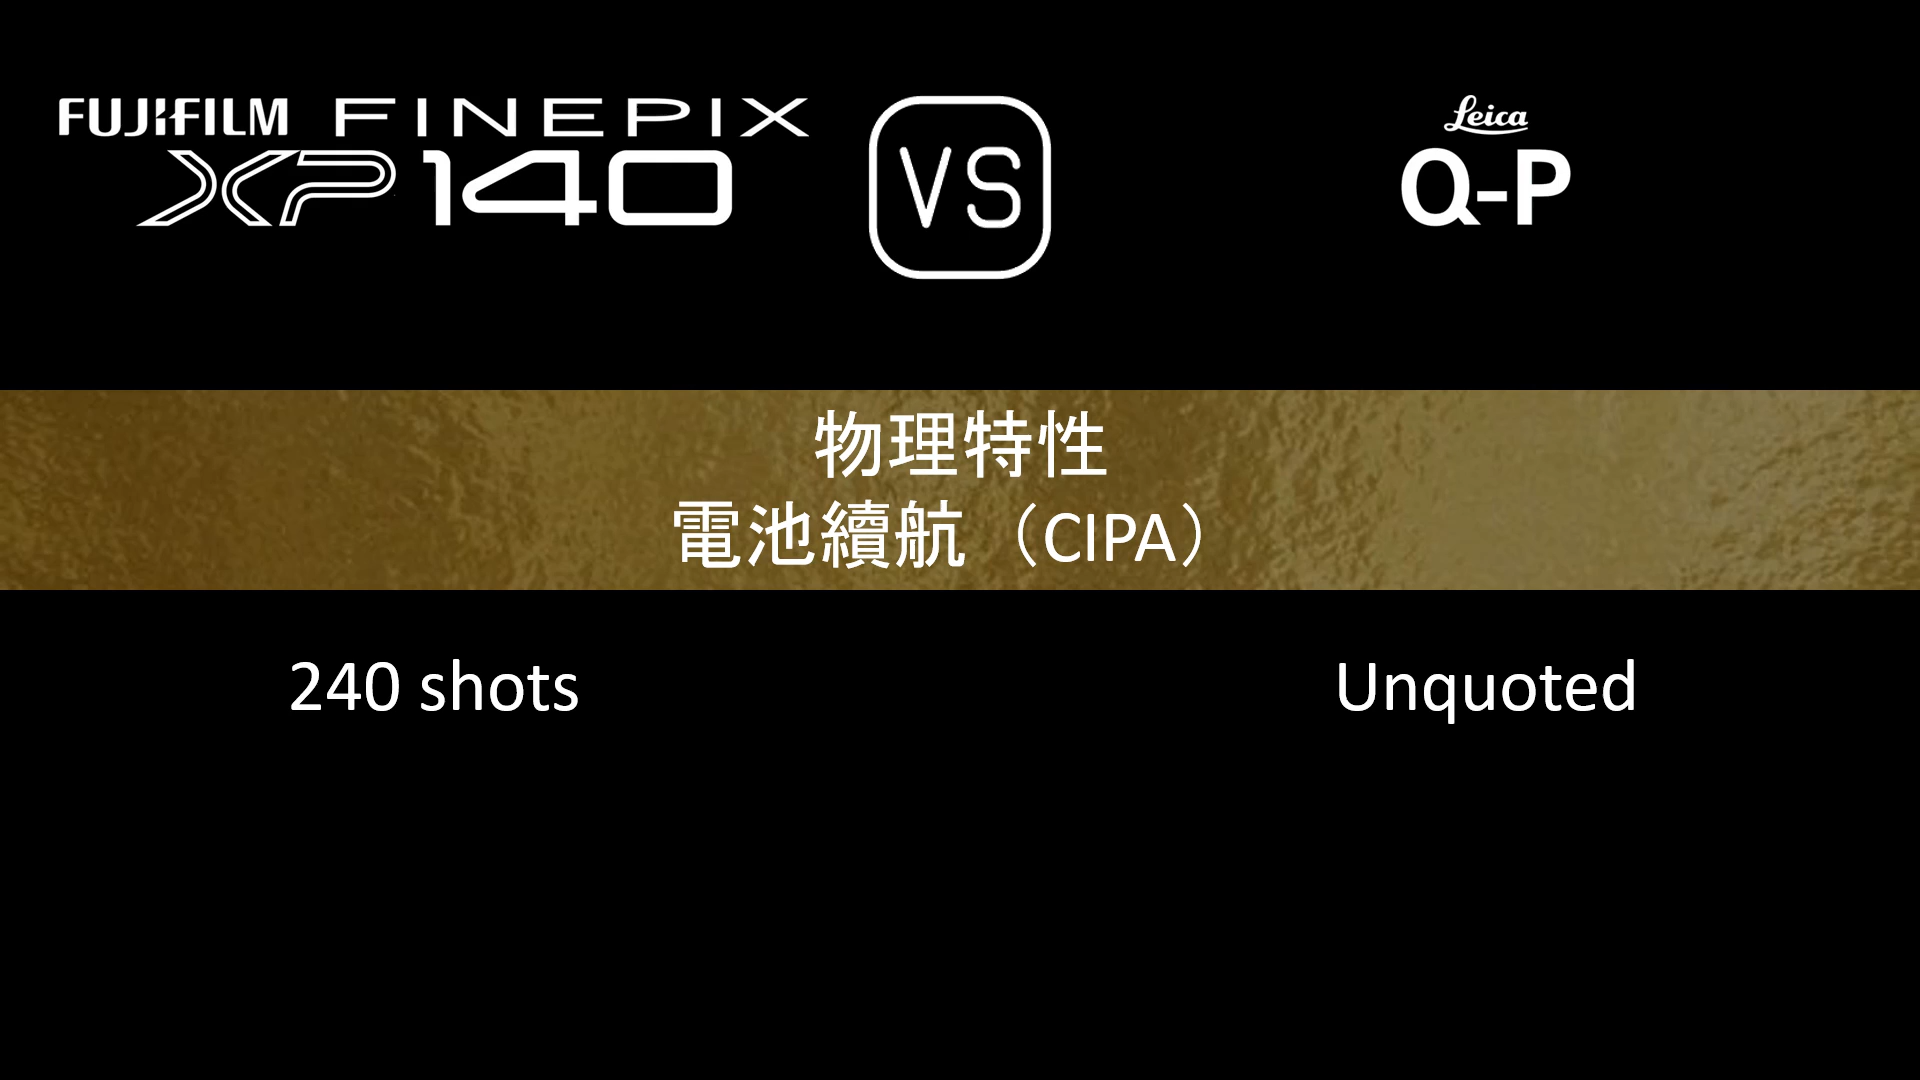 FUJIFILM FINEPIX
XP140
VS
Leica
Q-P
物理特性
電池續航（CIPA）
240 shots
Unquoted